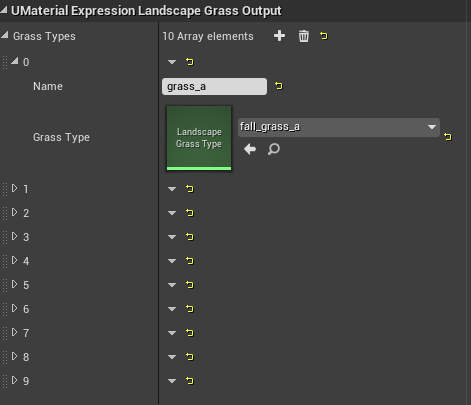 UMaterial Expression Landscape Grass Output
Grass Types 10 Array elements
0
Name grass_a
Landscape
Grass Type
Grass Type fall_grass_a
1
2
3
4
5
6
7
8
9